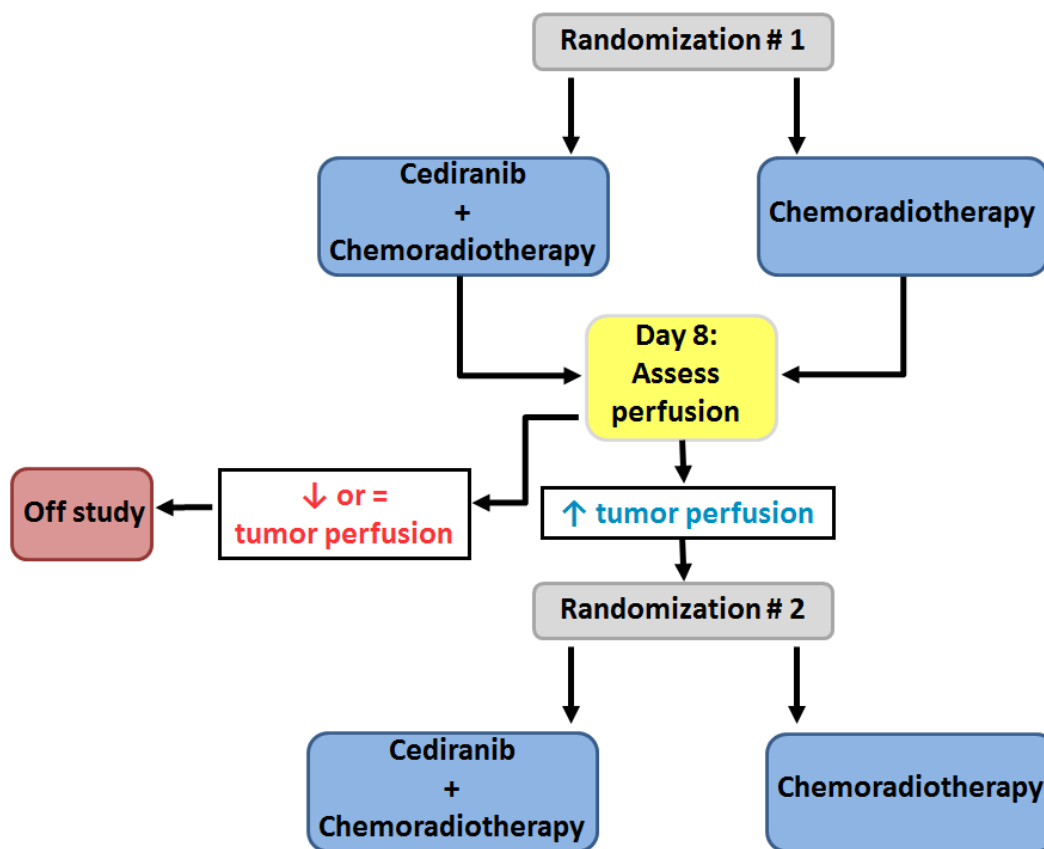 Randomization # 1
Cediranib
+
Chemoradiotherapy
Chemoradiotherapy
Day 8:
Assess
perfusion
Off study
↓ or =
tumor perfusion
↑ tumor perfusion
Randomization # 2
Cediranib
+
Chemoradiotherapy
Chemoradiotherapy